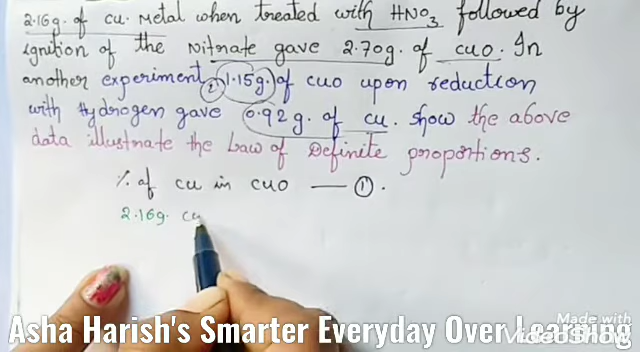 2.16g. of cu. Metal when treated with HNO3 followed by
ignition of the Nitrate gave 2.70g. of cuo. In
another experiment ② 1.15g. of cuo upon reduction
with Hydrogen gave 0.92g. of cu. show the above
data illustrate the Law of Definite proportions.
% of cu in cuo — ①.
2.16g. cu
Made with
VideoShow
Asha Harish's Smarter Everyday Over Learning